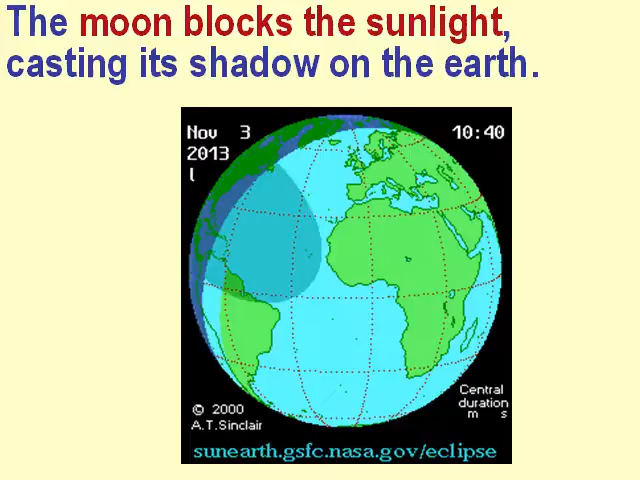 The moon blocks the sunlight,
casting its shadow on the earth.
Nov 3 10:40
2013
l
Central
duration
m s
© 2000
A.T.Sinclair
sunearth.gsfc.nasa.gov/eclipse